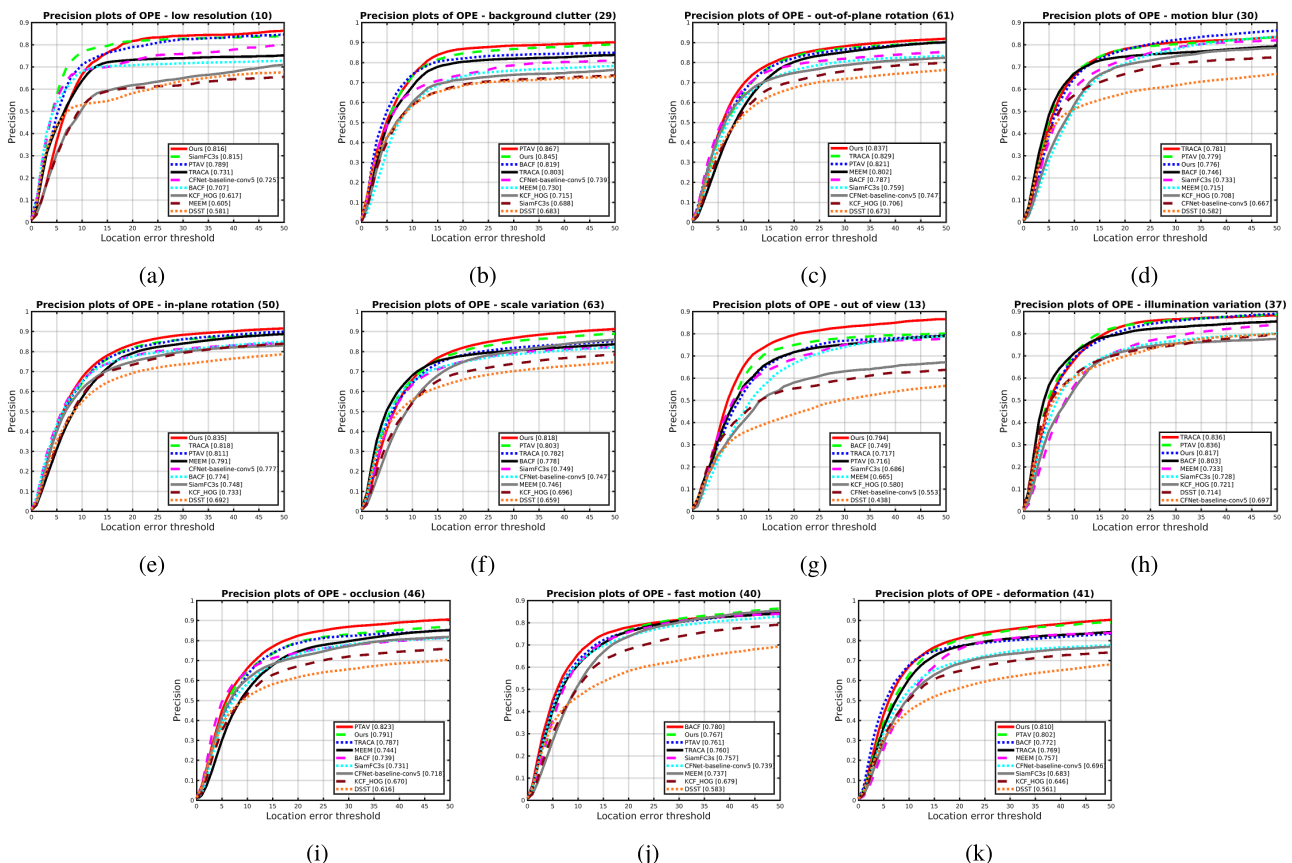 Precision plots of OPE - low resolution (10)
Precision
Ours [0.816]
SiamFC3s [0.815]
PTAV [0.789]
TRACA [0.731]
CFNet-baseline-conv5 [0.725]
BACF [0.707]
KCF_HOG [0.617]
MEEM [0.605]
DSST [0.581]
Location error threshold
(a)
Precision plots of OPE - background clutter (29)
Precision
PTAV [0.867]
Ours [0.845]
BACF [0.819]
TRACA [0.803]
CFNet-baseline-conv5 [0.739]
MEEM [0.730]
KCF_HOG [0.715]
SiamFC3s [0.688]
DSST [0.683]
Location error threshold
(b)
Precision plots of OPE - out-of-plane rotation (61)
Precision
Ours [0.837]
TRACA [0.829]
PTAV [0.821]
MEEM [0.802]
BACF [0.787]
SiamFC3s [0.759]
CFNet-baseline-conv5 [0.747]
KCF_HOG [0.706]
DSST [0.673]
Location error threshold
(c)
Precision plots of OPE - motion blur (30)
Precision
TRACA [0.781]
PTAV [0.779]
Ours [0.776]
BACF [0.746]
SiamFC3s [0.733]
MEEM [0.715]
KCF_HOG [0.708]
CFNet-baseline-conv5 [0.667]
DSST [0.582]
Location error threshold
(d)
Precision plots of OPE - in-plane rotation (50)
Precision
Ours [0.835]
TRACA [0.818]
PTAV [0.811]
MEEM [0.791]
CFNet-baseline-conv5 [0.777]
BACF [0.774]
SiamFC3s [0.748]
KCF_HOG [0.733]
DSST [0.692]
Location error threshold
(e)
Precision plots of OPE - scale variation (63)
Precision
Ours [0.818]
PTAV [0.803]
TRACA [0.782]
BACF [0.778]
SiamFC3s [0.749]
CFNet-baseline-conv5 [0.747]
MEEM [0.746]
KCF_HOG [0.696]
DSST [0.659]
Location error threshold
(f)
Precision plots of OPE - out of view (13)
Precision
Ours [0.794]
BACF [0.749]
TRACA [0.717]
PTAV [0.716]
SiamFC3s [0.686]
MEEM [0.665]
KCF_HOG [0.580]
CFNet-baseline-conv5 [0.553]
DSST [0.438]
Location error threshold
(g)
Precision plots of OPE - illumination variation (37)
Precision
TRACA [0.836]
PTAV [0.836]
Ours [0.817]
BACF [0.803]
MEEM [0.733]
SiamFC3s [0.728]
KCF_HOG [0.721]
DSST [0.714]
CFNet-baseline-conv5 [0.697]
Location error threshold
(h)
Precision plots of OPE - occlusion (46)
Precision
PTAV [0.823]
Ours [0.791]
TRACA [0.787]
MEEM [0.744]
BACF [0.739]
SiamFC3s [0.731]
CFNet-baseline-conv5 [0.718]
KCF_HOG [0.670]
DSST [0.616]
Location error threshold
(i)
Precision plots of OPE - fast motion (40)
Precision
BACF [0.780]
Ours [0.767]
PTAV [0.761]
TRACA [0.760]
SiamFC3s [0.757]
CFNet-baseline-conv5 [0.739]
MEEM [0.737]
KCF_HOG [0.679]
DSST [0.583]
Location error threshold
(j)
Precision plots of OPE - deformation (41)
Precision
Ours [0.810]
PTAV [0.802]
BACF [0.772]
TRACA [0.769]
MEEM [0.757]
CFNet-baseline-conv5 [0.696]
SiamFC3s [0.683]
KCF_HOG [0.646]
DSST [0.561]
Location error threshold
(k)